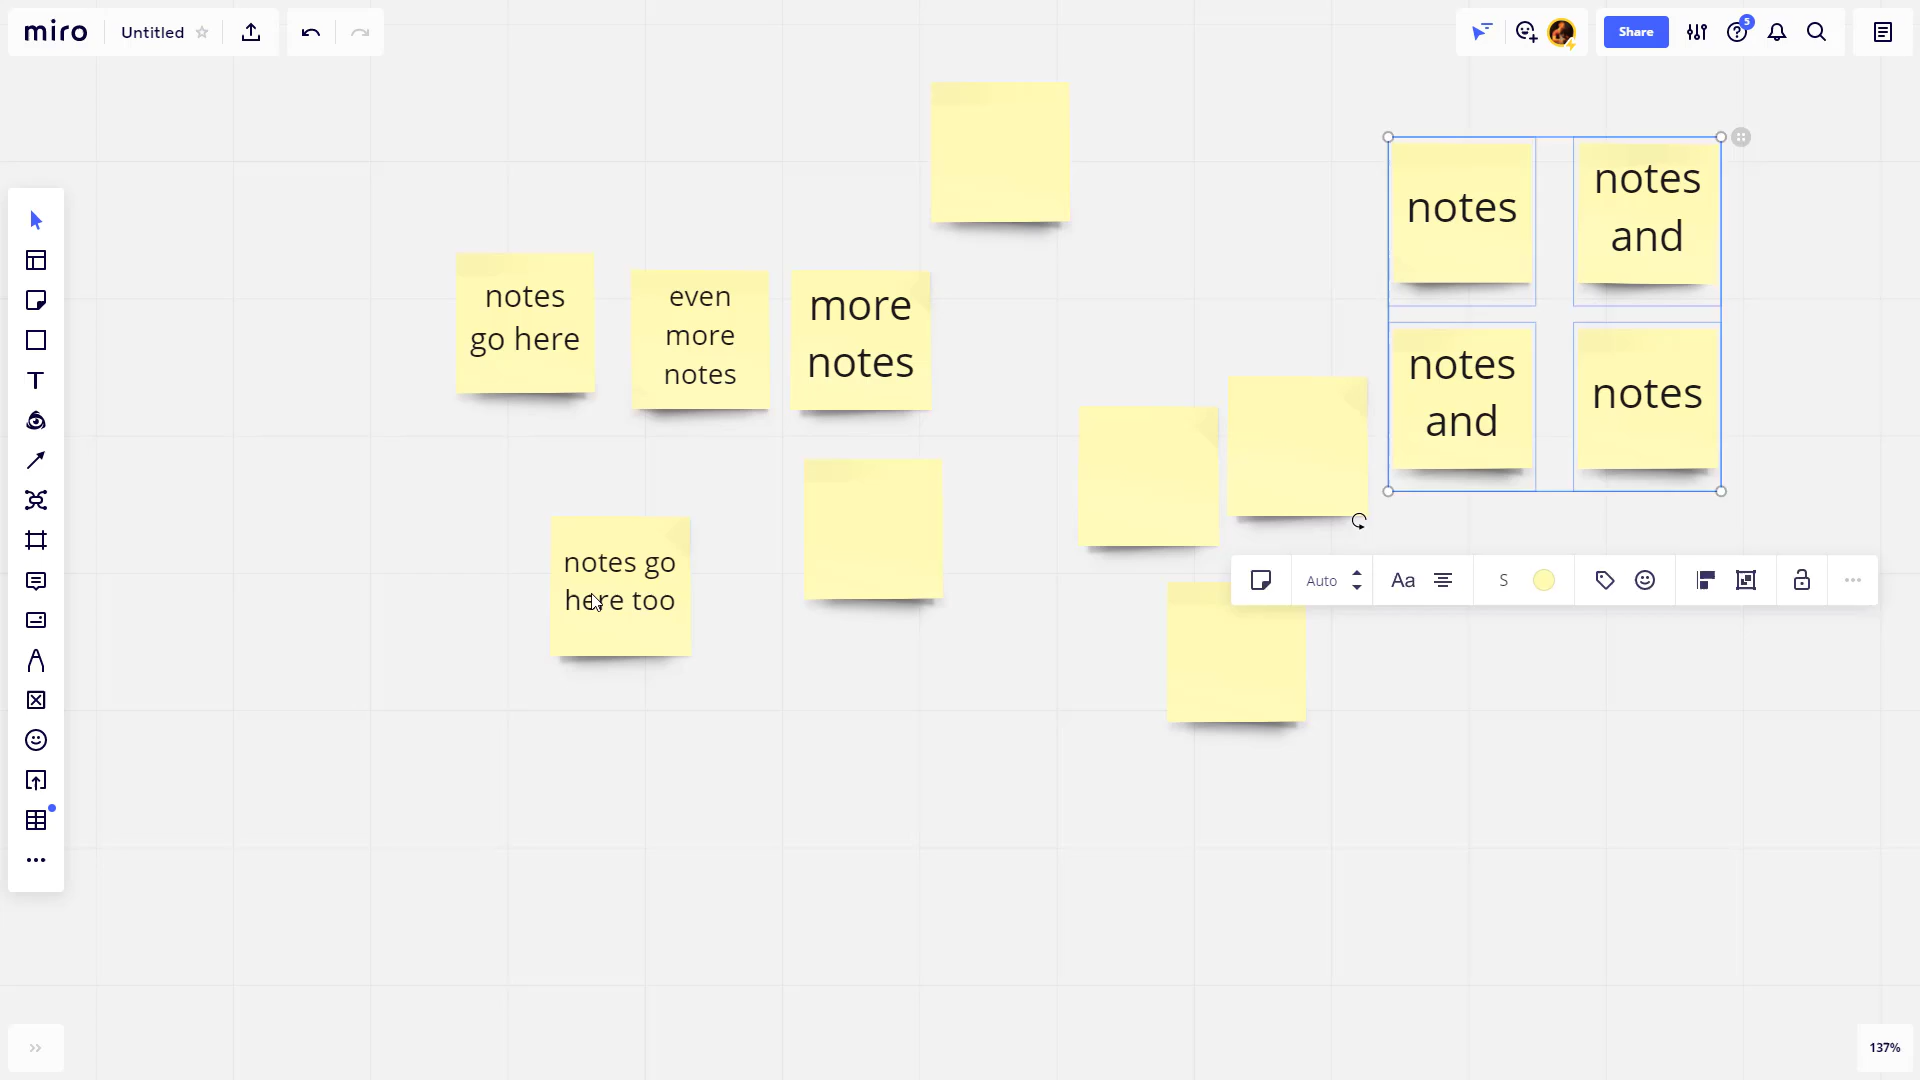 miro
Untitled
Share
5
notes
go here
even
more
notes
more
notes
notes
notes
and
notes
and
notes
notes go
here too
Auto
Aa
S
137%